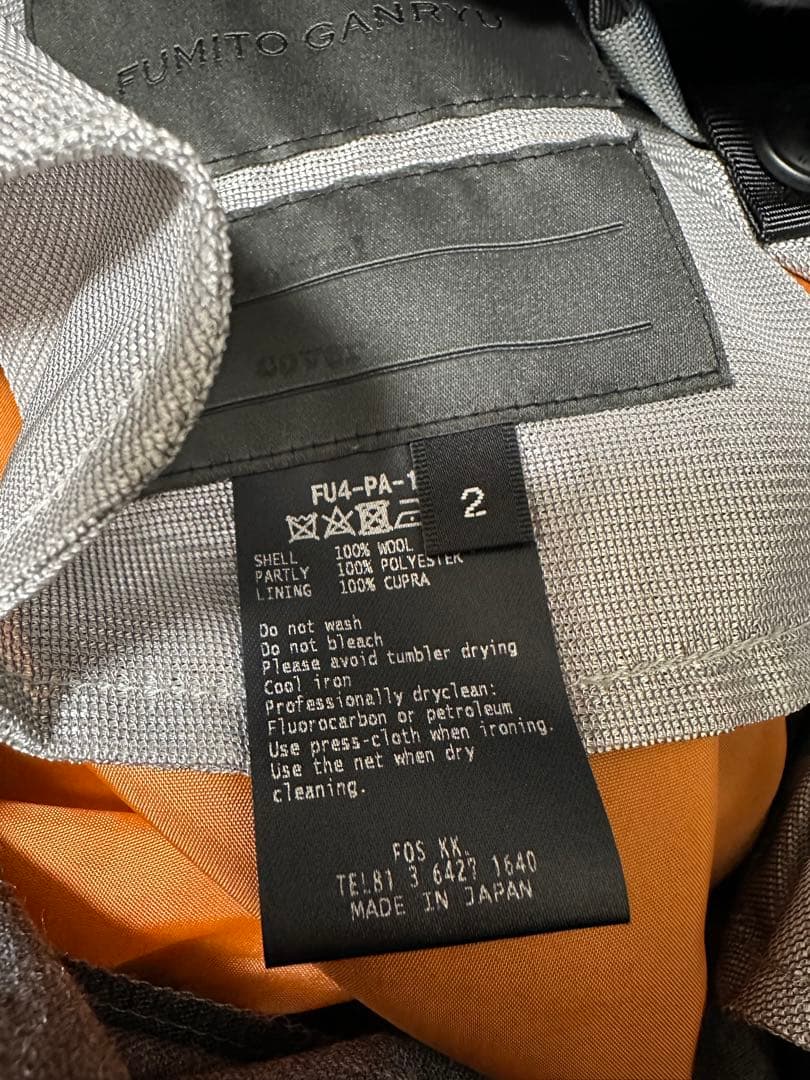 FUMITO GANRYU
COVER
FU4-PA-1
2
SHELL 100% WOOL
PARTLY 100% POLYESTER
LINING 100% CUPRA
Do not wash
Do not bleach
Please avoid tumbler drying
Cool iron
Professionally dryclean:
Fluorocarbon or petroleum
Use press-cloth when ironing.
Use the net when dry
cleaning.
FOS KK.
TEL81 3 6427 1640
MADE IN JAPAN